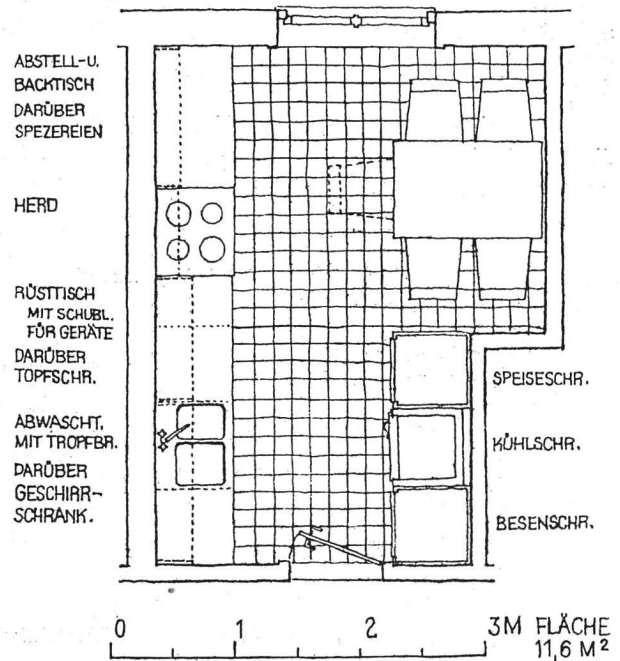 ABSTELL-U.
BACKTISCH
DARÜBER
SPEZEREIEN
HERD
RÜSTTISCH
MIT SCHUBL.
FÜR GERÄTE
DARÜBER
TOPFSCHR.
ABWASCHT.
MIT TROPFBR.
DARÜBER
GESCHIRR-
SCHRANK.
SPEISESCHR.
KÜHLSCHR.
BESENSCHR.
0 1 2 3M FLÄCHE
11,6 M²